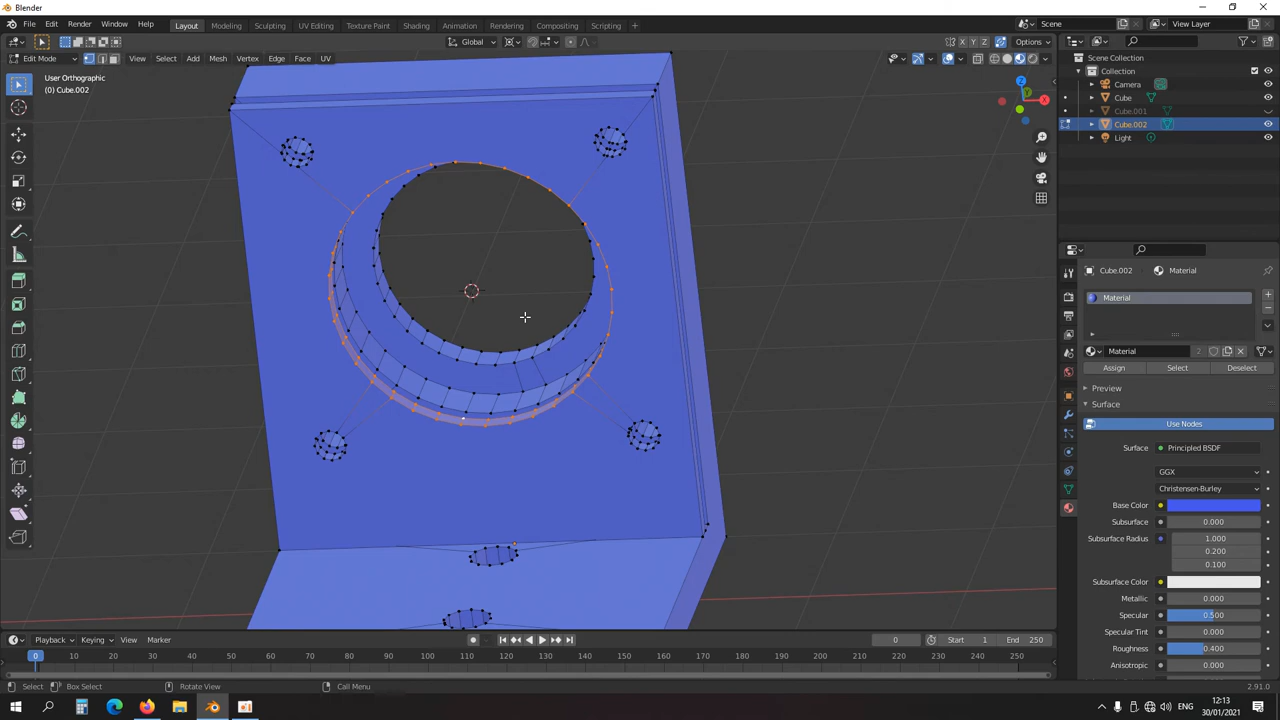 Blender
File Edit Render Window Help Layout Modeling Sculpting UV Editing Texture Paint Shading Animation Rendering Compositing Scripting + Scene View Layer
Global X Y Z Options
Edit Mode View Select Add Mesh Vertex Edge Face UV
User Orthographic
(0) Cube.002
Scene Collection
Collection
Camera
Cube
Cube.001
Cube.002
Light
Z
Y
X
Cube.002 Material
Material
Material 2
Assign Select Deselect
Preview
Surface
Use Nodes
Surface Principled BSDF
GGX
Christensen-Burley
Base Color
Subsurface 0.000
Subsurface Radius 1.000
0.200
0.100
Subsurface Color
Metallic 0.000
Specular 0.500
Specular Tint 0.000
Roughness 0.400
Anisotropic 0.000
Playback Keying View Marker 0 Start 1 End 250
0 10 20 30 40 50 60 70 80 90 100 110 120 130 140 150 160 170 180 190 200 210 220 230 240 250
Select Box Select Rotate View Call Menu 2.91.0
ENG 12:13
30/01/2021